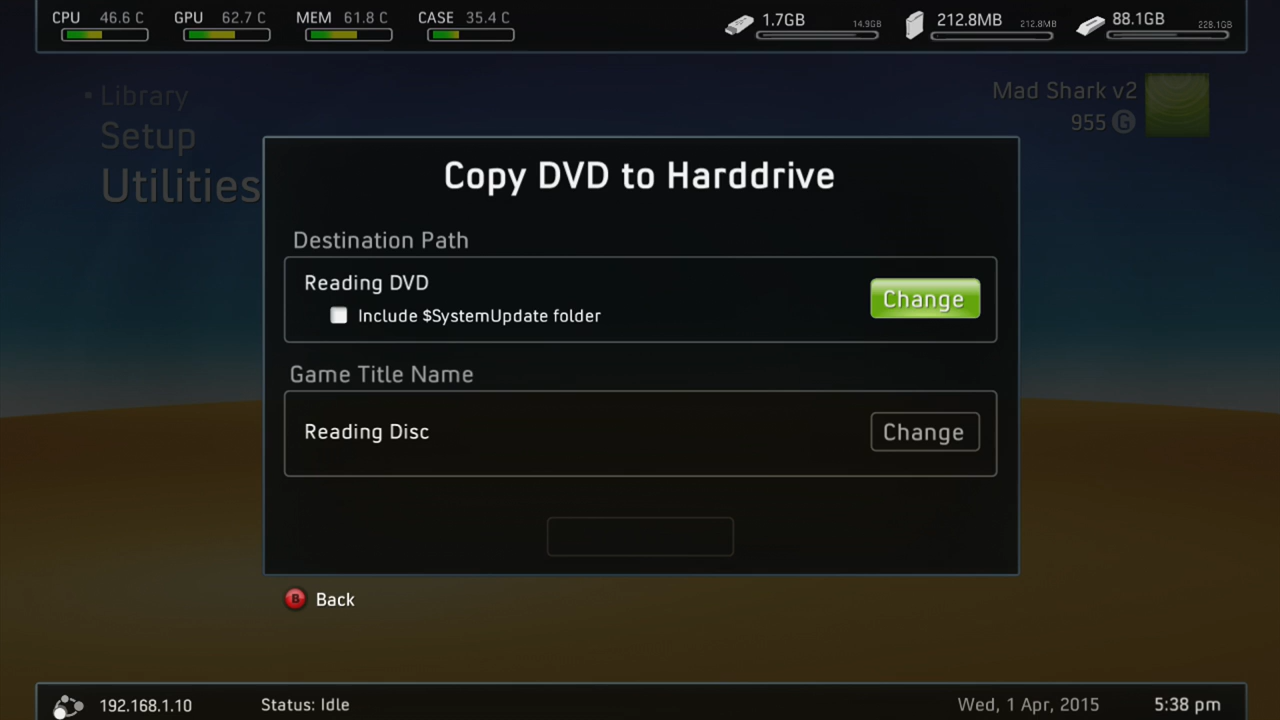 CPU 46.6 C GPU 62.7 C MEM 61.8 C CASE 35.4 C 1.7GB 14.9GB 212.8MB 212.8MB 88.1GB 228.1GB
Library
Setup
Utilities
Mad Shark v2
955 G
Copy DVD to Harddrive
Destination Path
Reading DVD
Include $SystemUpdate folder
Change
Game Title Name
Reading Disc
Change
B Back
192.168.1.10 Status: Idle Wed, 1 Apr, 2015 5:38 pm